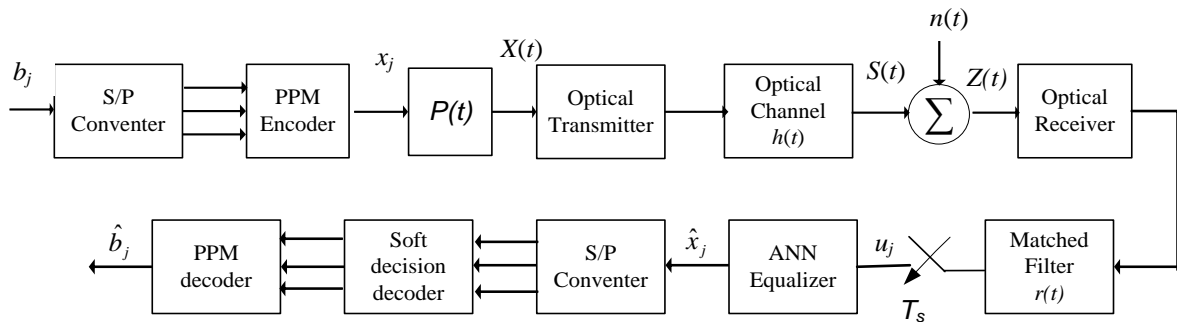 b_j
S/P
Conventer
PPM
Encoder
x_j
P(t)
X(t)
Optical
Transmitter
Optical
Channel
h(t)
S(t)
n(t)
∑
Z(t)
Optical
Receiver
b̂_j
PPM
decoder
Soft
decision
decoder
S/P
Conventer
x̂_j
ANN
Equalizer
u_j
T_s
Matched
Filter
r(t)